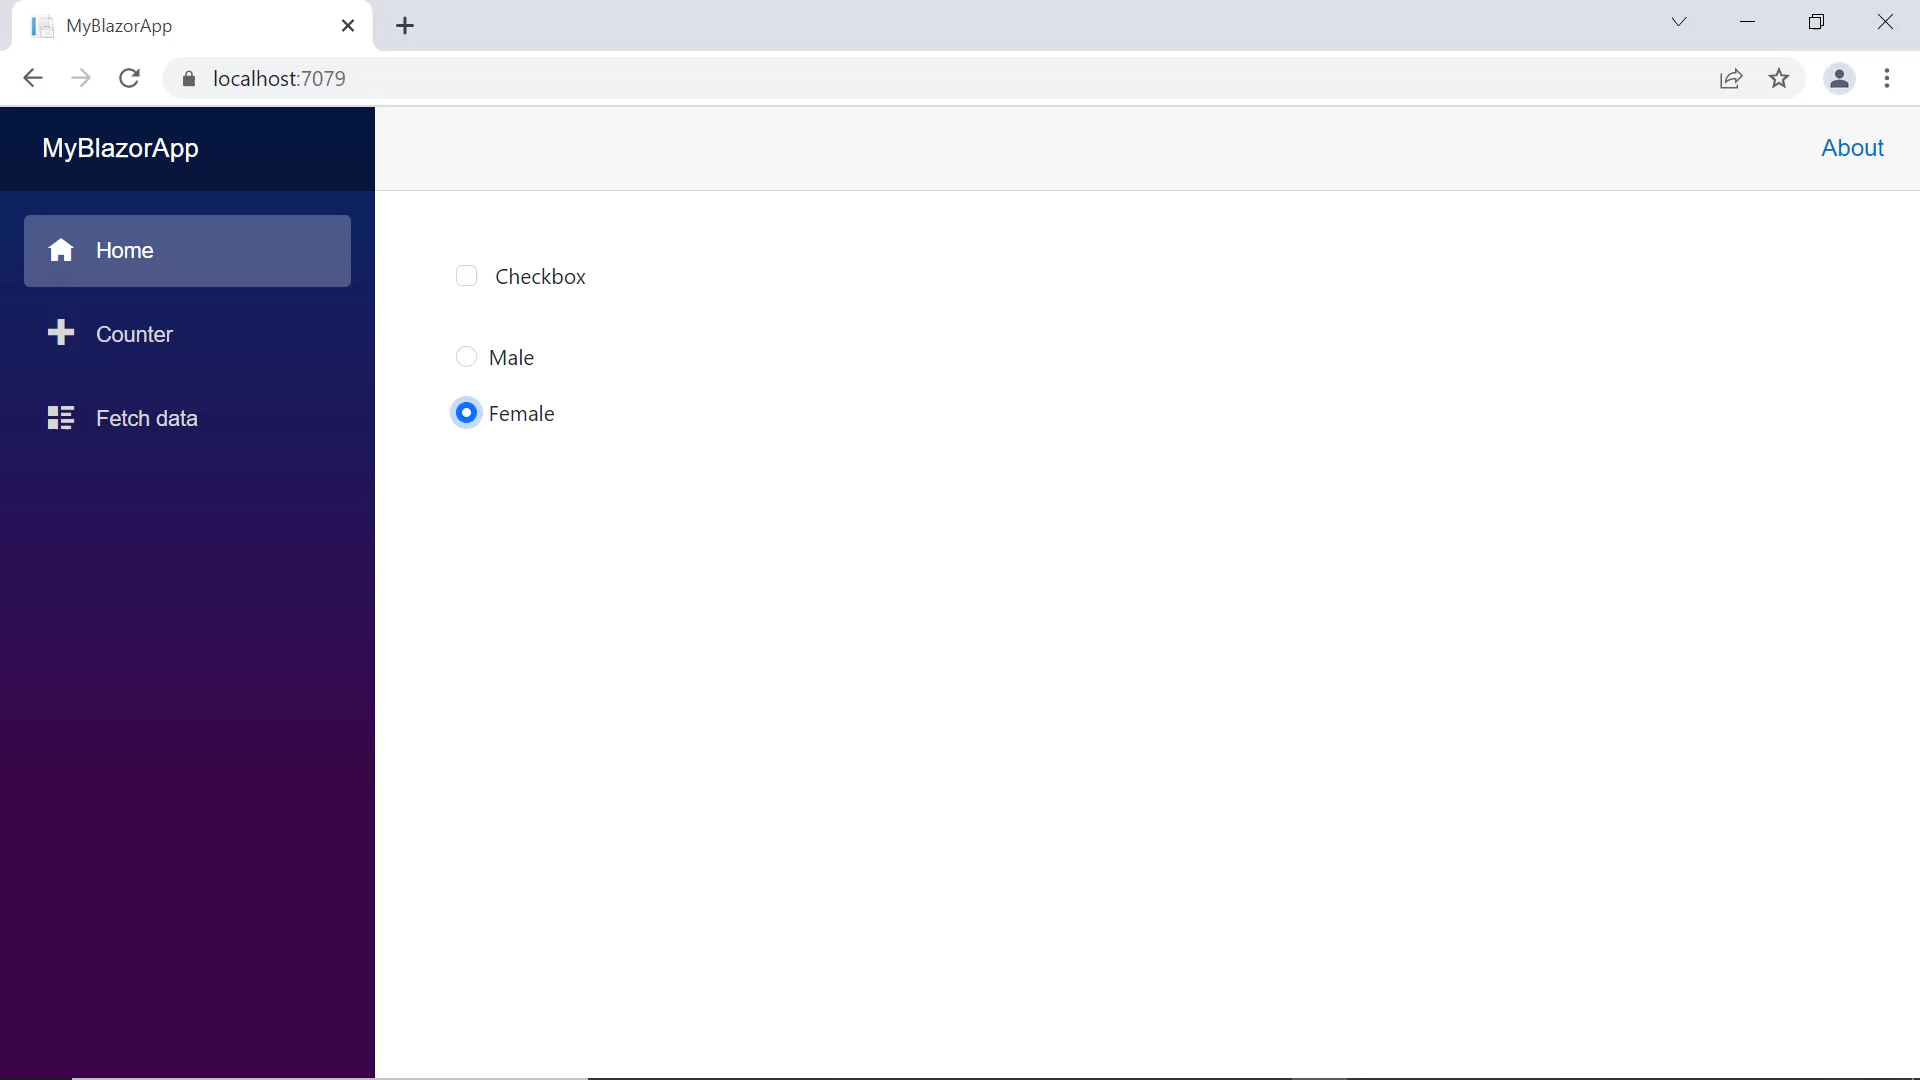 MyBlazorApp
localhost:7079
MyBlazorApp
About
Home
Counter
Fetch data
Checkbox
Male
Female